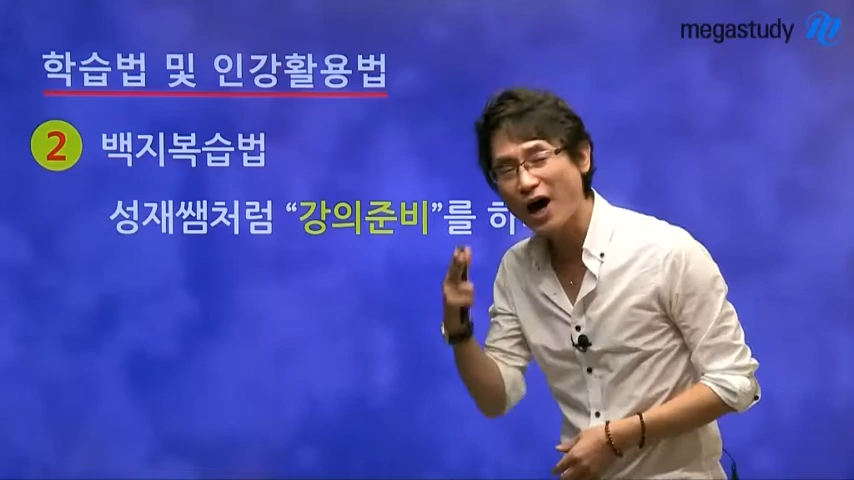 megastudy
학습법 및 인강활용법
2 백지복습법
성재쌤처럼 “강의준비”를 하